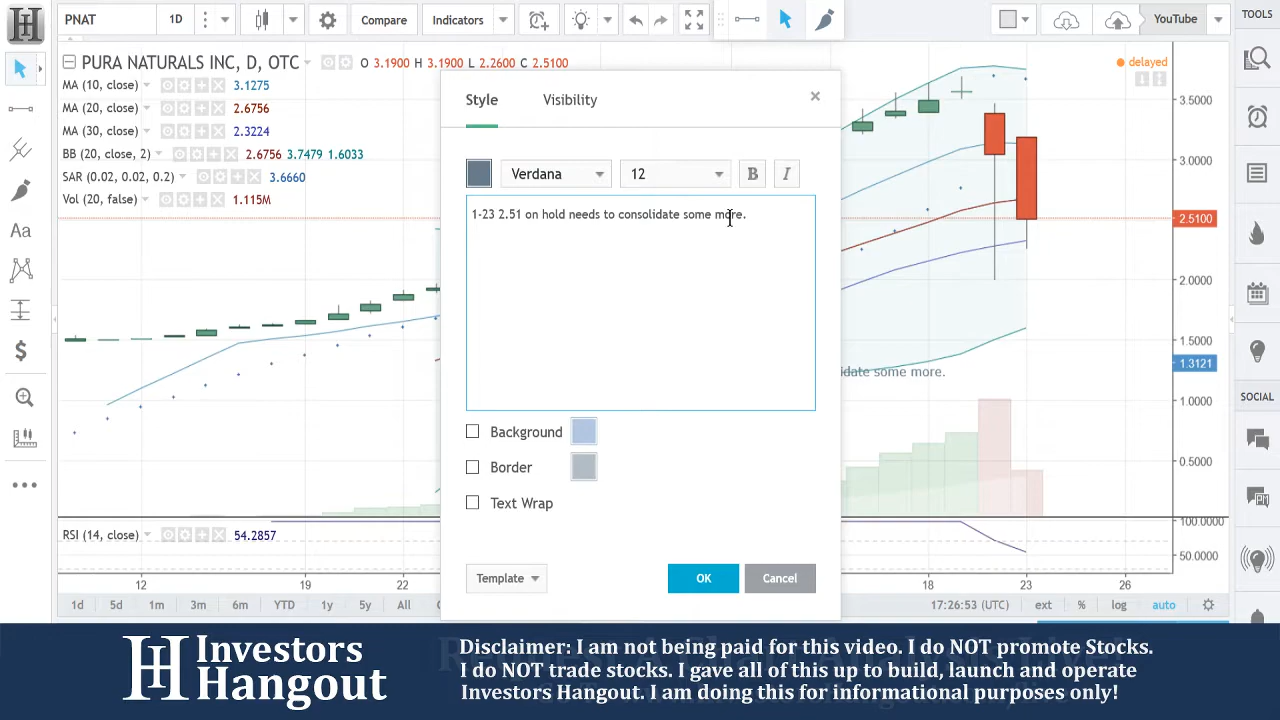 PNAT 1D Compare Indicators YouTube TOOLS
PURA NATURALS INC, D, OTC O 3.1900 H 3.1900 L 2.2600 C 2.5100 delayed
MA (10, close) 3.1275
MA (20, close) 2.6756
MA (30, close) 2.3224
BB (20, close, 2) 2.6756 3.7479 1.6033
SAR (0.02, 0.02, 0.2) 3.6660
Vol (20, false) 1.115M
Style Visibility
Verdana 12 B I
1-23 2.51 on hold needs to consolidate some more.
Background
Border
Text Wrap
Template OK Cancel
some more.
3.5000
3.0000
2.5100
2.0000
1.5000
1.3121
1.0000
0.5000
SOCIAL
RSI (14, close) 54.2857
100.0000
50.0000
12 19 22 18 23 26
1d 5d 1m 3m 6m YTD 1y 5y All 17:26:53 (UTC) ext % log auto
Aa
$
H
Investors
Hangout
Disclaimer: I am not being paid for this video. I do NOT promote Stocks.
I do NOT trade stocks. I gave all of this up to build, launch and operate
Investors Hangout. I am doing this for informational purposes only!